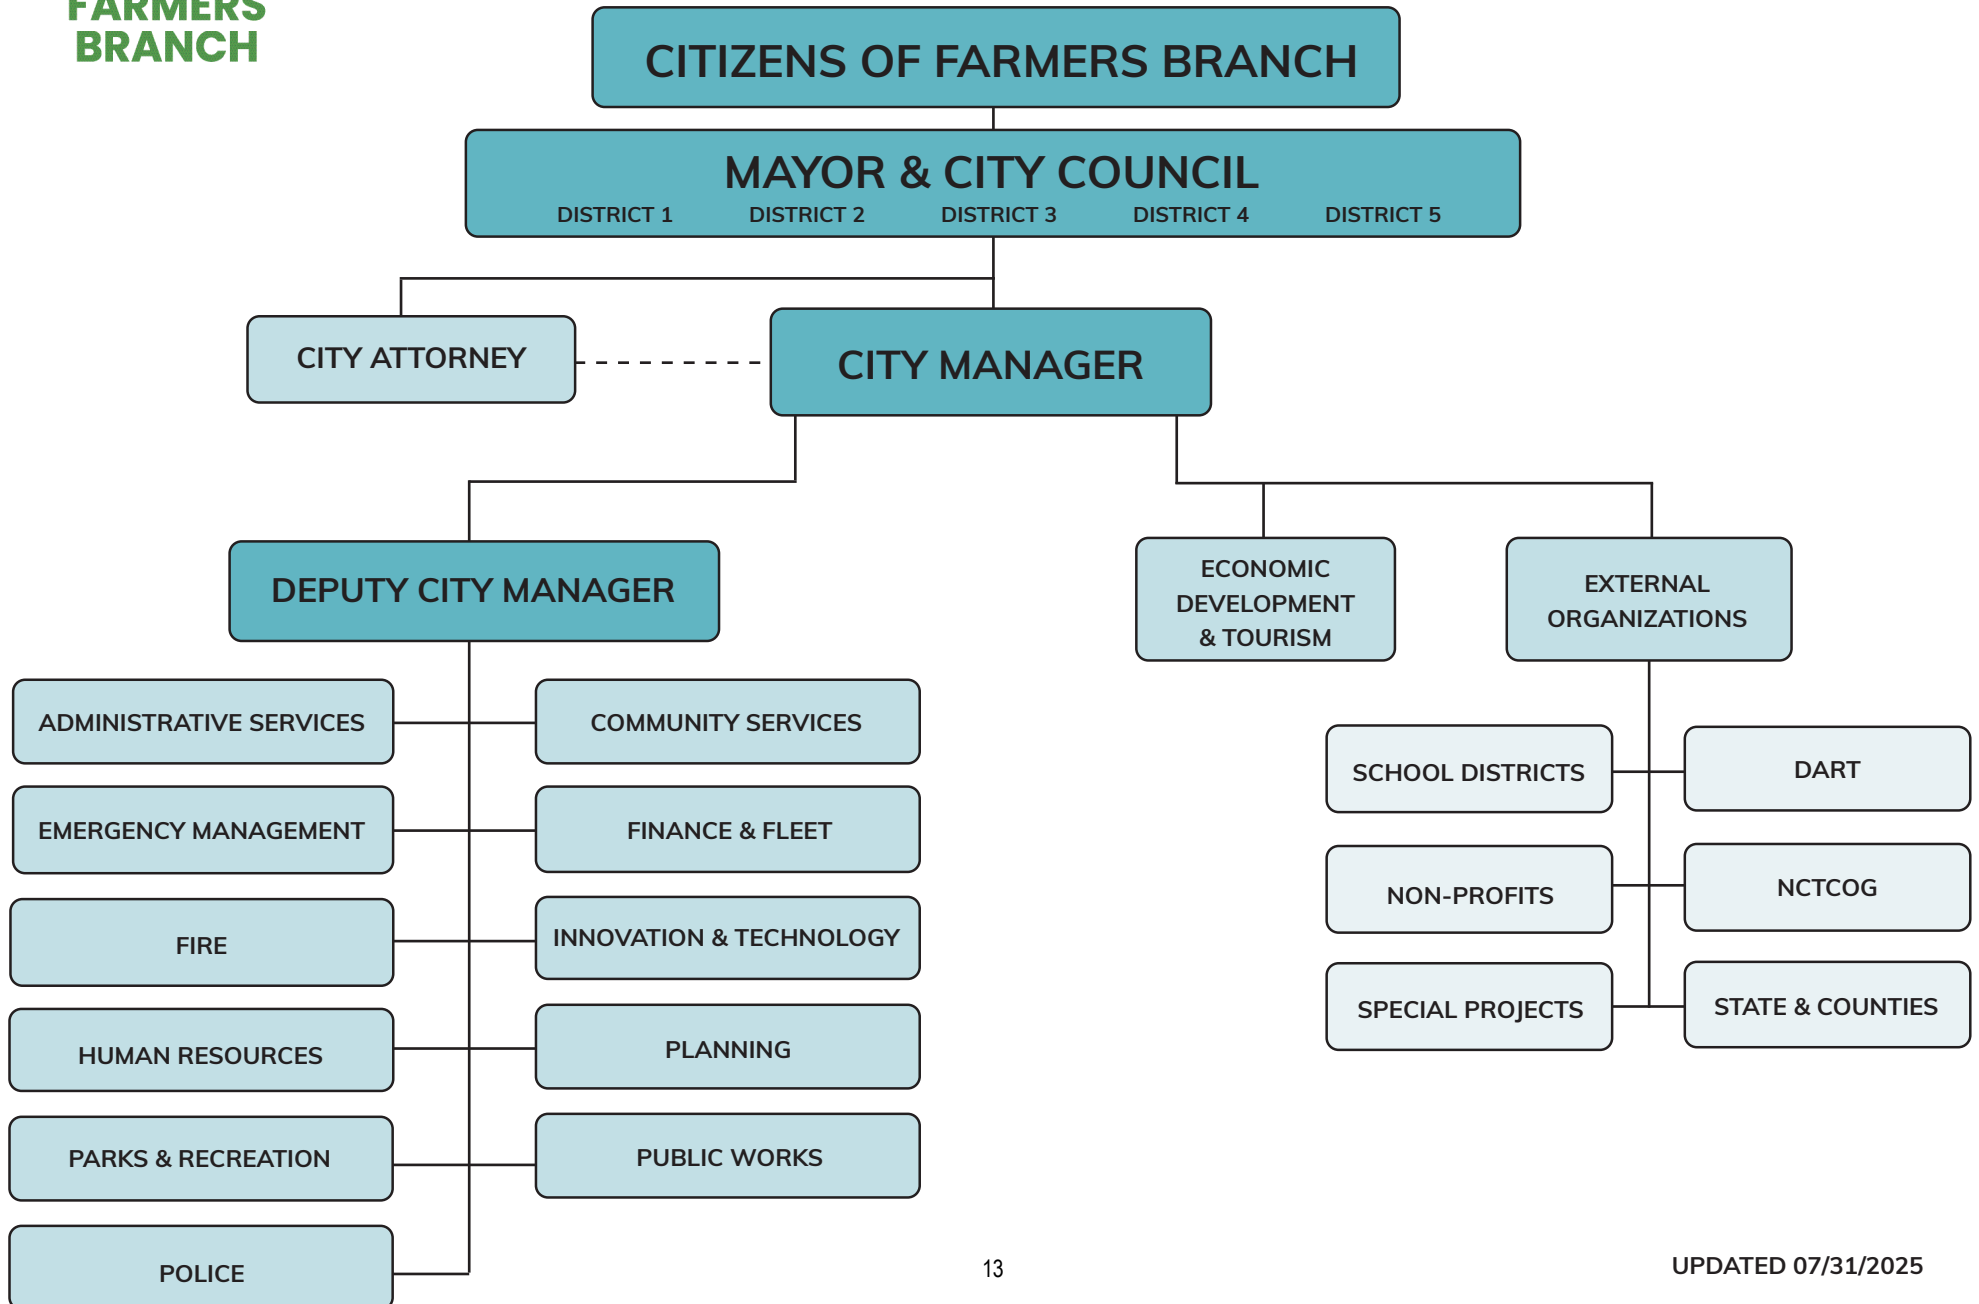 FARMERS
BRANCH
CITIZENS OF FARMERS BRANCH
MAYOR & CITY COUNCIL
DISTRICT 1 DISTRICT 2 DISTRICT 3 DISTRICT 4 DISTRICT 5
CITY ATTORNEY
CITY MANAGER
DEPUTY CITY MANAGER
ECONOMIC
DEVELOPMENT
& TOURISM
EXTERNAL
ORGANIZATIONS
ADMINISTRATIVE SERVICES
COMMUNITY SERVICES
EMERGENCY MANAGEMENT
FINANCE & FLEET
FIRE
INNOVATION & TECHNOLOGY
HUMAN RESOURCES
PLANNING
PARKS & RECREATION
PUBLIC WORKS
POLICE
SCHOOL DISTRICTS
DART
NON-PROFITS
NCTCOG
SPECIAL PROJECTS
STATE & COUNTIES
13
UPDATED 07/31/2025